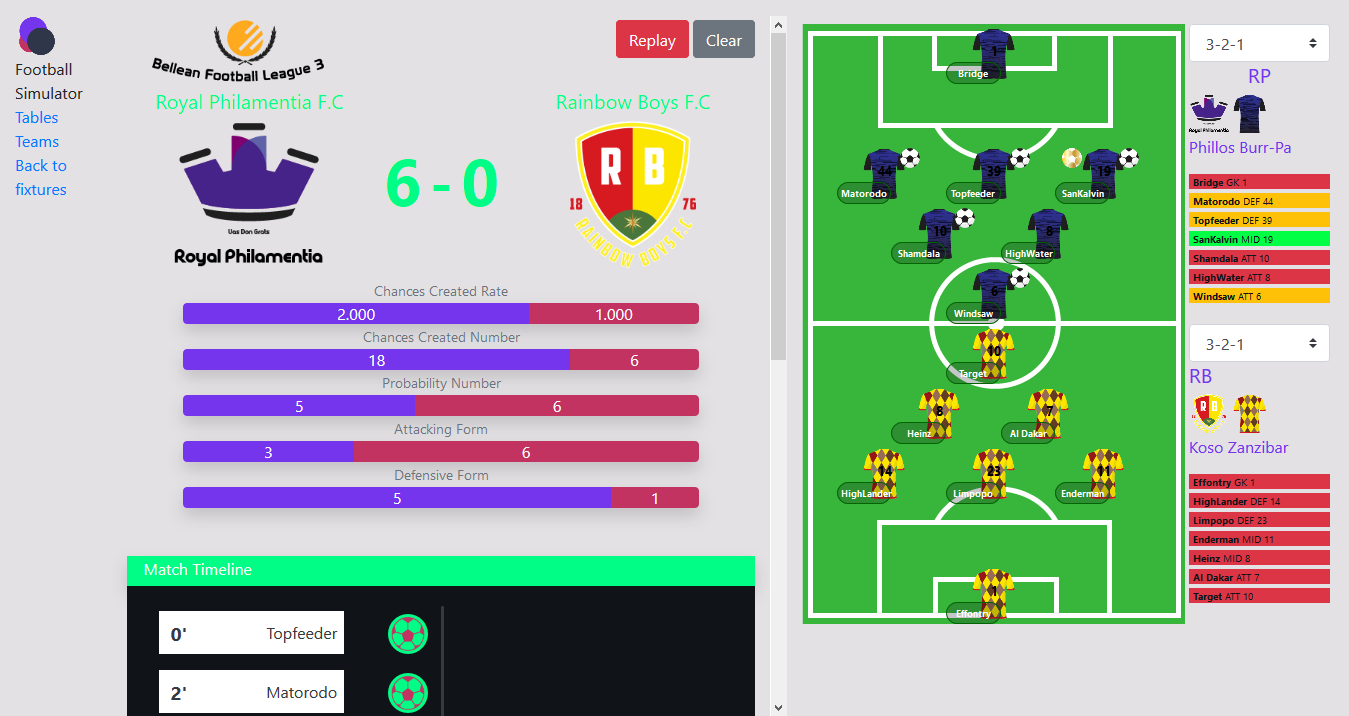 Football
Simulator
Tables
Teams
Back to
fixtures
Bellean Football League 3
Replay
Clear
Royal Philamentia F.C
Rainbow Boys F.C
Uas Don Grats
Royal Philamentia
6 - 0
R B
18 76
RAINBOW BOYS F.C
Chances Created Rate
2.000 1.000
Chances Created Number
18 6
Probability Number
5 6
Attacking Form
3 6
Defensive Form
5 1
Match Timeline
0' Topfeeder
2' Matorodo
1
Bridge
44 39 19
Matorodo Topfeeder SanKalvin
10 8
Shamdala HighWater
6
Windsaw
10
Target
8 7
Heinz Al Dakar
14 23 11
HighLander Limpopo Enderman
1
Effontry
3-2-1
RP
Royal Philamentia
Phillos Burr-Pa
Bridge GK 1
Matorodo DEF 44
Topfeeder DEF 39
SanKalvin MID 19
Shamdala ATT 10
HighWater ATT 8
Windsaw ATT 6
3-2-1
RB
R B
Koso Zanzibar
Effontry GK 1
HighLander DEF 14
Limpopo DEF 23
Enderman MID 11
Heinz MID 8
Al Dakar ATT 7
Target ATT 10